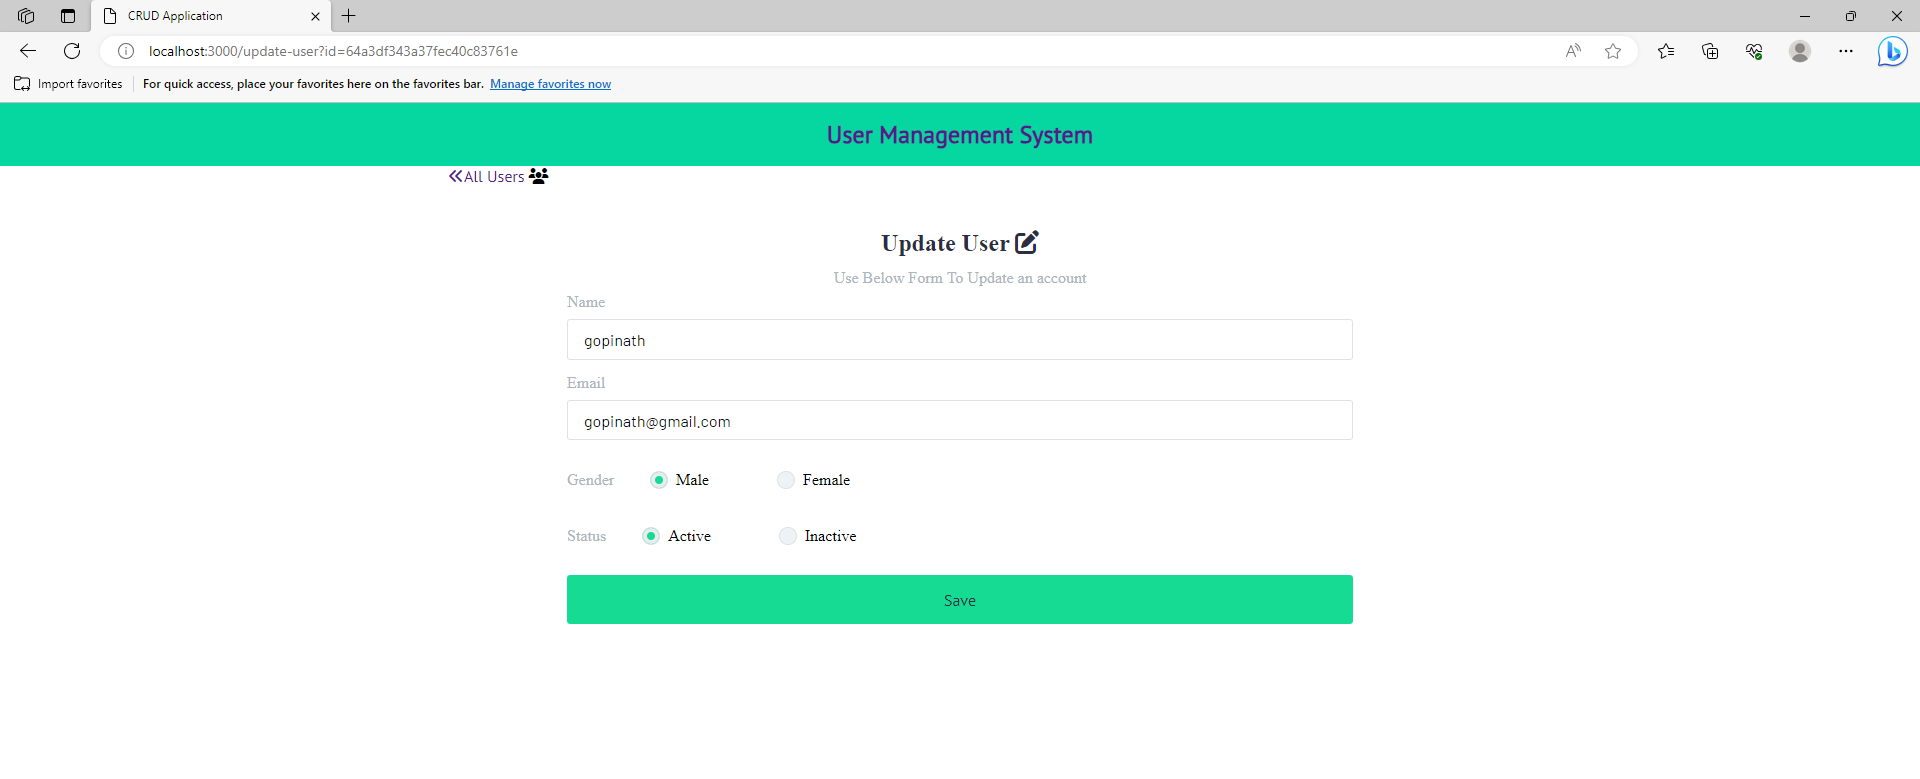 CRUD Application
localhost:3000/update-user?id=64a3df343a37fec40c83761e
Import favorites
For quick access, place your favorites here on the favorites bar. Manage favorites now
User Management System
All Users
Update User
Use Below Form To Update an account
Name
gopinath
Email
gopinath@gmail.com
Gender Male Female
Status Active Inactive
Save